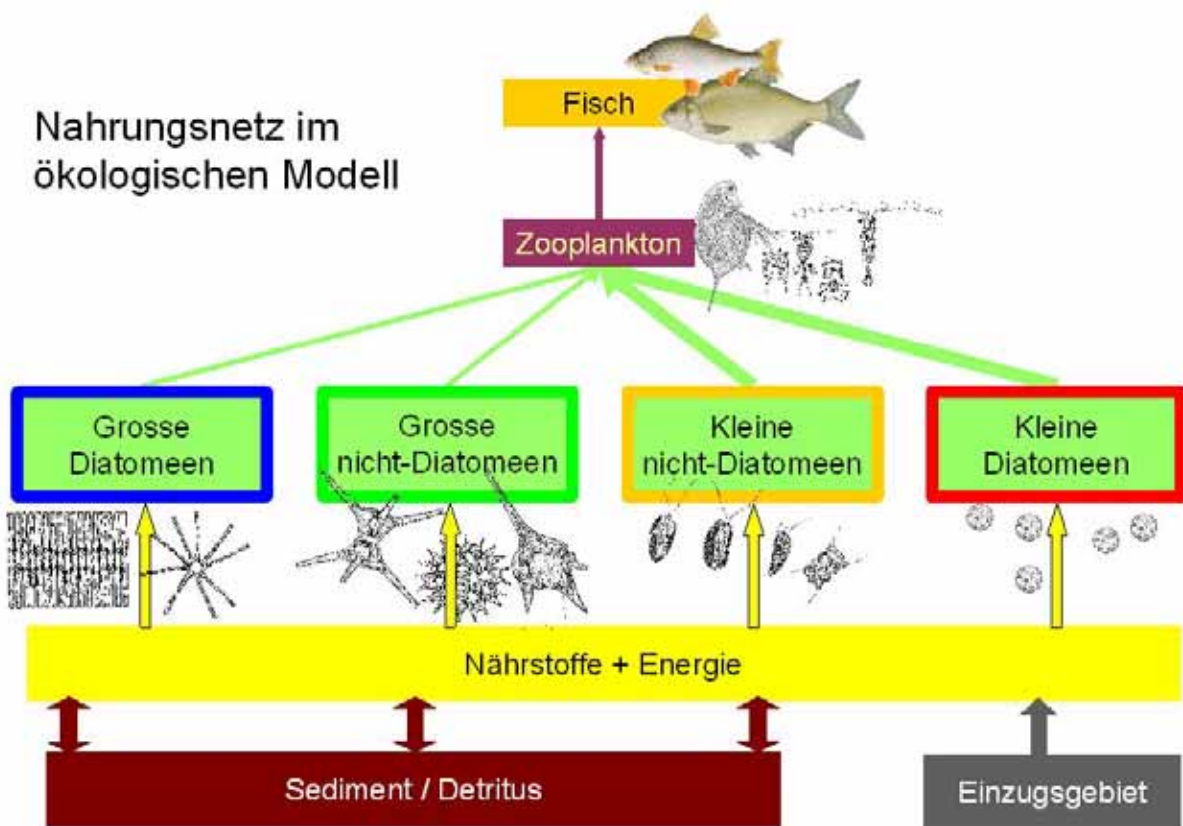 Nahrungsnetz im
ökologischen Modell
Fisch
Zooplankton
Grosse
Diatomeen
Grosse
nicht-Diatomeen
Kleine
nicht-Diatomeen
Kleine
Diatomeen
Nährstoffe + Energie
Sediment / Detritus
Einzugsgebiet